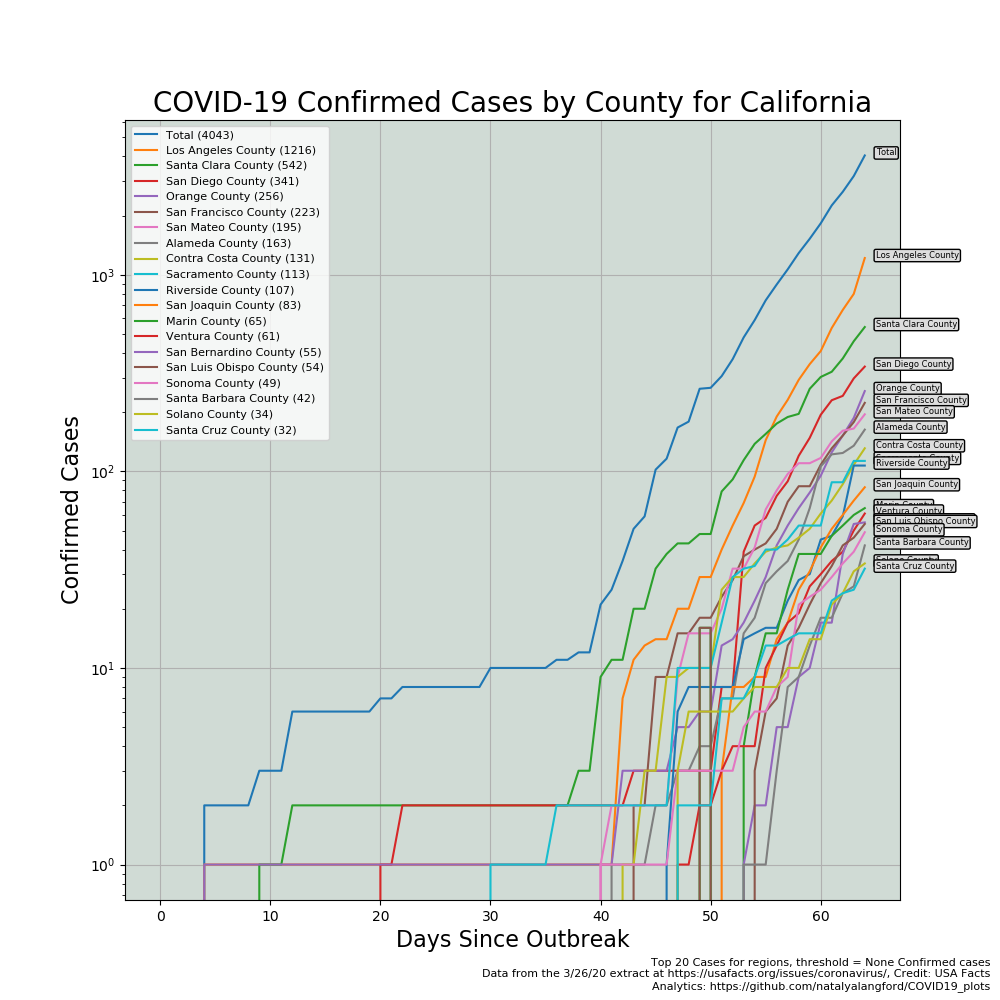 COVID-19 Confirmed Cases by County for California
Total (4043)
Los Angeles County (1216)
Santa Clara County (542)
San Diego County (341)
Orange County (256)
San Francisco County (223)
San Mateo County (195)
Alameda County (163)
Contra Costa County (131)
Sacramento County (113)
Riverside County (107)
San Joaquin County (83)
Marin County (65)
Ventura County (61)
San Bernardino County (55)
San Luis Obispo County (54)
Sonoma County (49)
Santa Barbara County (42)
Solano County (34)
Santa Cruz County (32)
Total
Los Angeles County
Santa Clara County
San Diego County
Orange County
San Francisco County
San Mateo County
Alameda County
Contra Costa County
Riverside County
San Joaquin County
Ventura County
San Luis Obispo County
Sonoma County
Santa Barbara County
Santa Cruz County
10³
10²
10¹
10⁰
Confirmed Cases
0 10 20 30 40 50 60
Days Since Outbreak
Top 20 Cases for regions, threshold = None Confirmed cases
Data from the 3/26/20 extract at https://usafacts.org/issues/coronavirus/, Credit: USA Facts
Analytics: https://github.com/natalyalangford/COVID19_plots